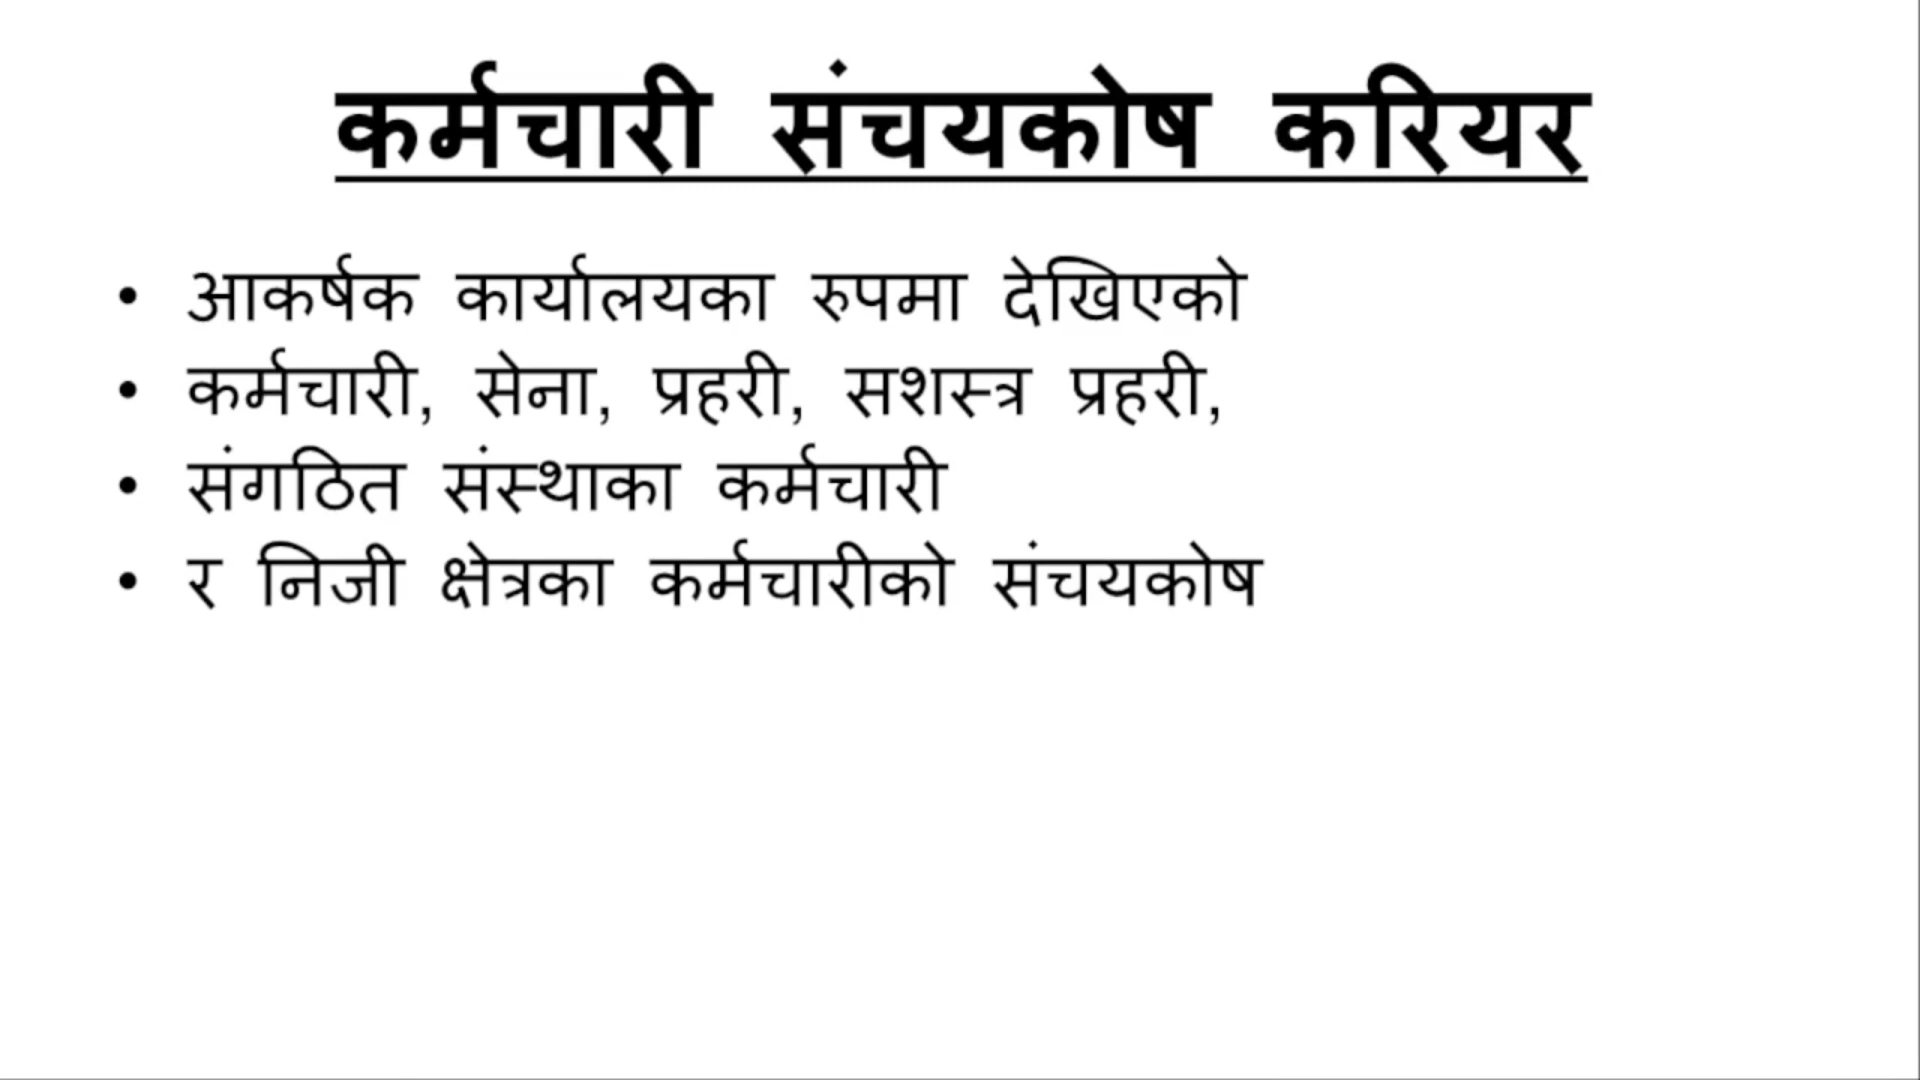 कर्मचारी संचयकोष करियर
• आकर्षक कार्यालयका रुपमा देखिएको
• कर्मचारी, सेना, प्रहरी, सशस्त्र प्रहरी,
• संगठित संस्थाका कर्मचारी
• र निजी क्षेत्रका कर्मचारीको संचयकोष